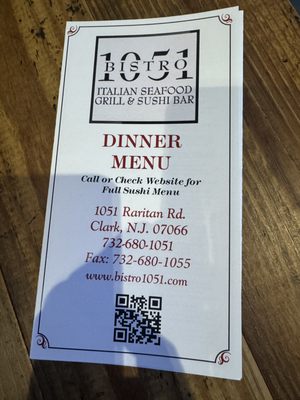 1051
BISTRO
ITALIAN SEAFOOD
GRILL & SUSHI BAR
DINNER
MENU
Call or Check Website for
Full Sushi Menu
1051 Raritan Rd.
Clark, N.J. 07066
732-680-1051
Fax: 732-680-1055
www.bistro1051.com